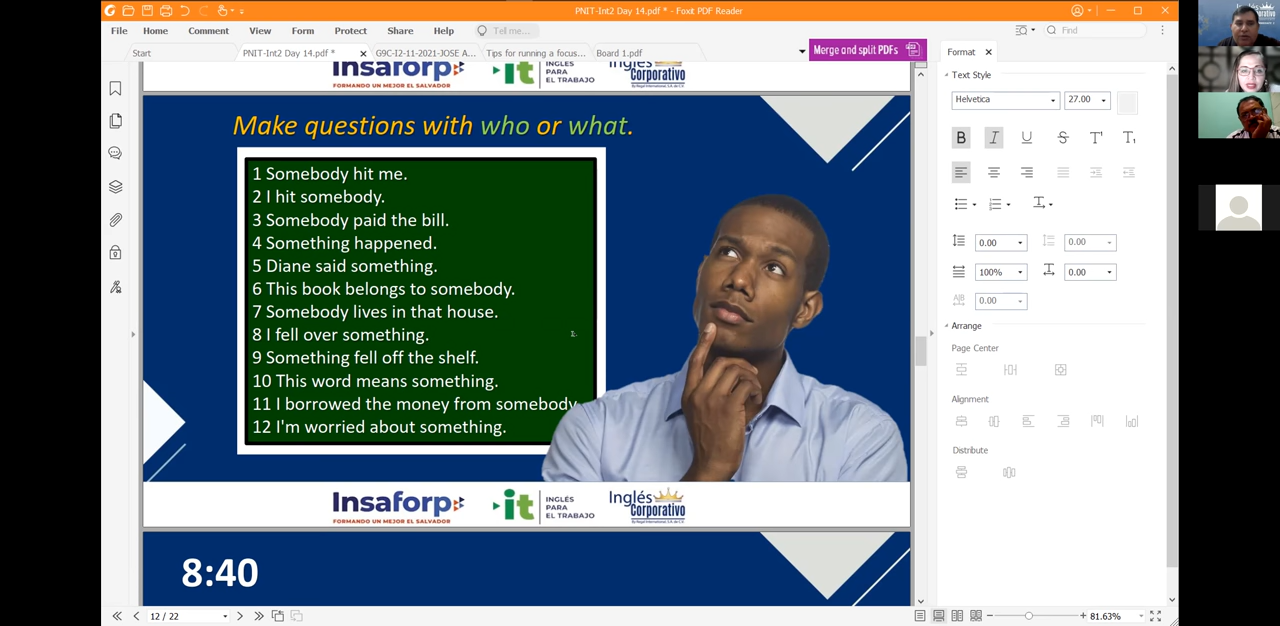 PNIT-Int2 Day 14.pdf * - Foxit PDF Reader
File Home Comment View Form Protect Share Help Tell me... Find
Start PNIT-Int2 Day 14.pdf * G9C-I2-11-2021-JOSE A... Tips for running a focus... Board 1.pdf Merge and split PDFs
Format
Text Style
Helvetica 27.00
B I U S T T
0.00 0.00
100% 0.00
0.00
Arrange
Page Center
Alignment
Distribute
Insaforp
FORMANDO UN MEJOR EL SALVADOR
it
INGLÉS
PARA
EL TRABAJO
Inglés
Corporativo
Make questions with who or what.
1 Somebody hit me.
2 I hit somebody.
3 Somebody paid the bill.
4 Something happened.
5 Diane said something.
6 This book belongs to somebody.
7 Somebody lives in that house.
8 I fell over something.
9 Something fell off the shelf.
10 This word means something.
11 I borrowed the money from somebody.
12 I'm worried about something.
Insaforp
FORMANDO UN MEJOR EL SALVADOR
it
INGLÉS
PARA
EL TRABAJO
Inglés
Corporativo
8:40
12 / 22
81.63%